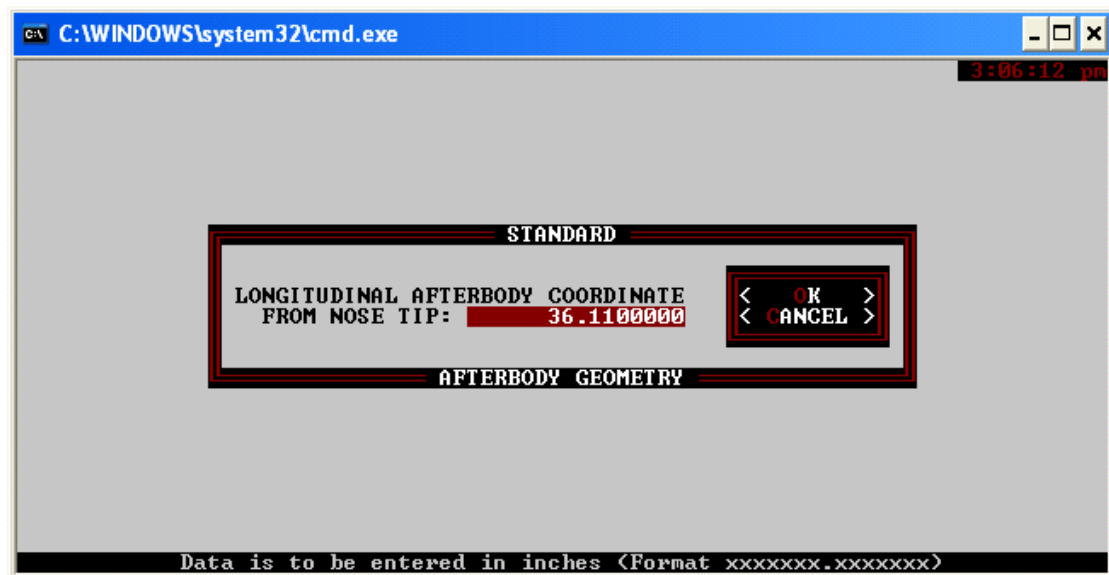 C:\WINDOWS\system32\cmd.exe
3:06:12 pm
STANDARD
LONGITUDINAL AFTERBODY COORDINATE
FROM NOSE TIP: 36.1100000
< OK >
< CANCEL >
AFTERBODY GEOMETRY
Data is to be entered in inches (Format xxxxxxx.xxxxxxx)